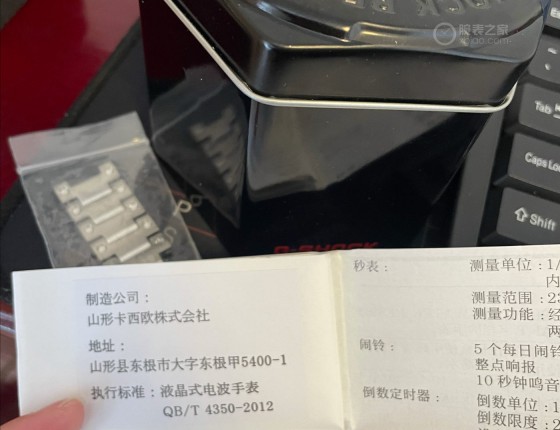 腕表之家
G-SHOCK
Tab
Caps Lo
Shift
制造公司：
山形卡西欧株式会社
地址：
山形县东根市大字东根甲5400-1
执行标准：液晶式电波手表
QB/T 4350-2012
秒表：
测量单位：1/
内
测量范围：23
测量功能：经
两
闹铃：
5 个每日闹铃
整点响报
10 秒钟鸣音
倒数定时器：
倒数单位：1
倒数限度：2